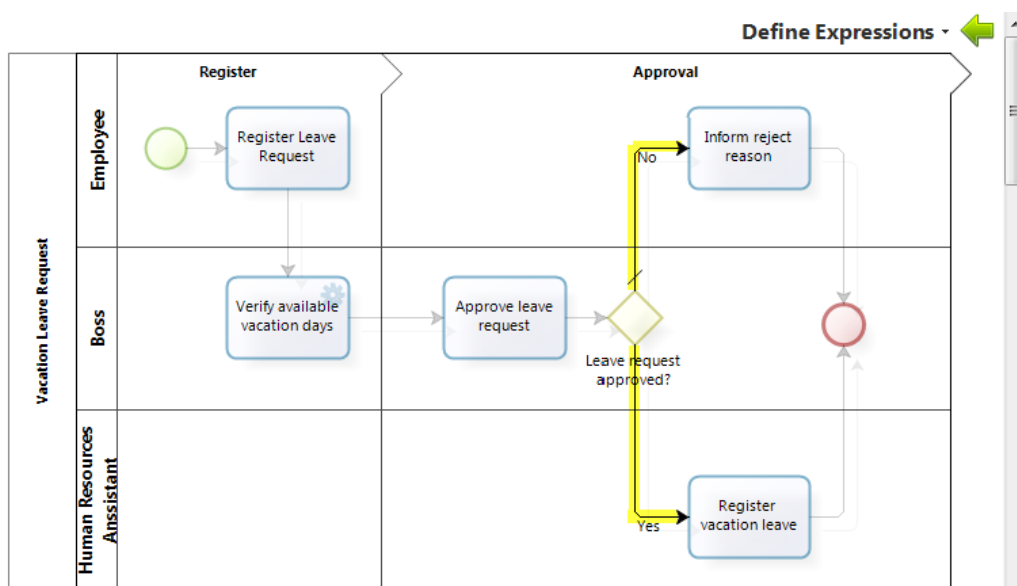 Define Expressions
Register
Approval
Vacation Leave Request
Employee
Register Leave
Request
Inform reject
reason
No
Boss
Verify available
vacation days
Approve leave
request
Leave request
approved?
Human Resources
Anssistant
Yes
Register
vacation leave